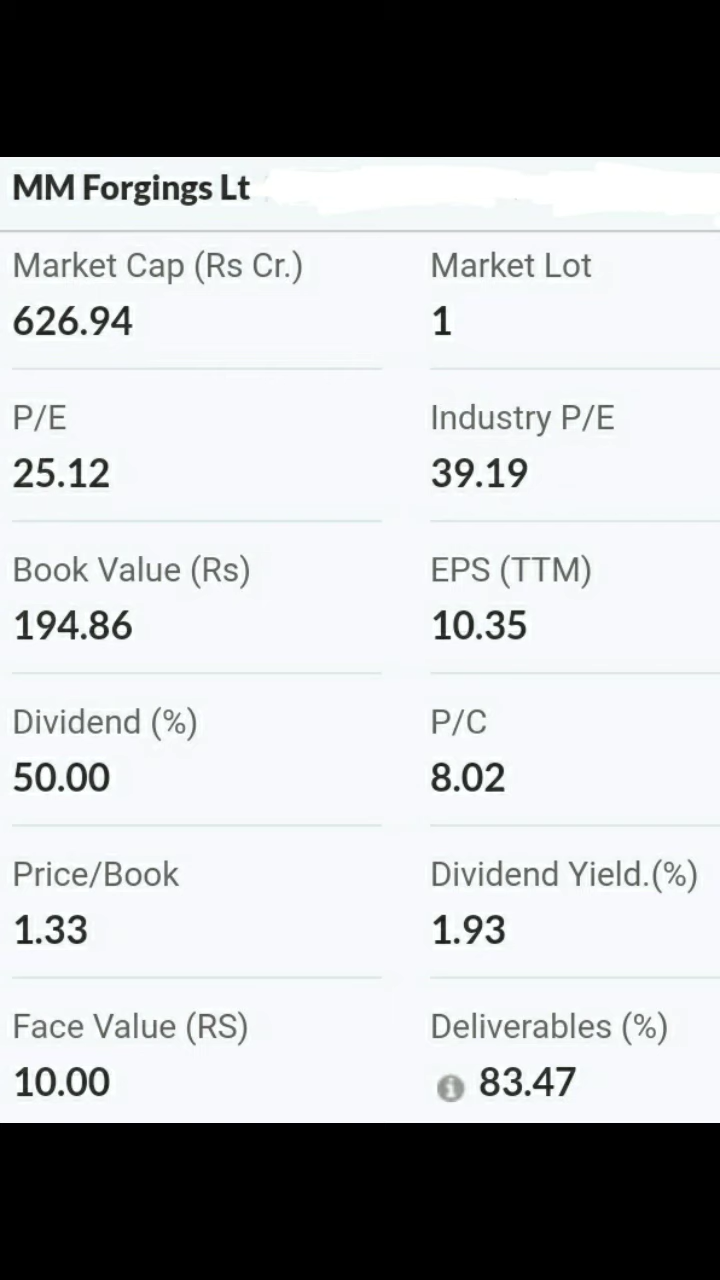 MM Forgings Lt
Market Cap (Rs Cr.)
Market Lot
626.94
1
P/E
Industry P/E
25.12
39.19
Book Value (Rs)
EPS (TTM)
194.86
10.35
Dividend (%)
P/C
50.00
8.02
Price/Book
Dividend Yield.(%)
1.33
1.93
Face Value (RS)
Deliverables (%)
10.00
83.47